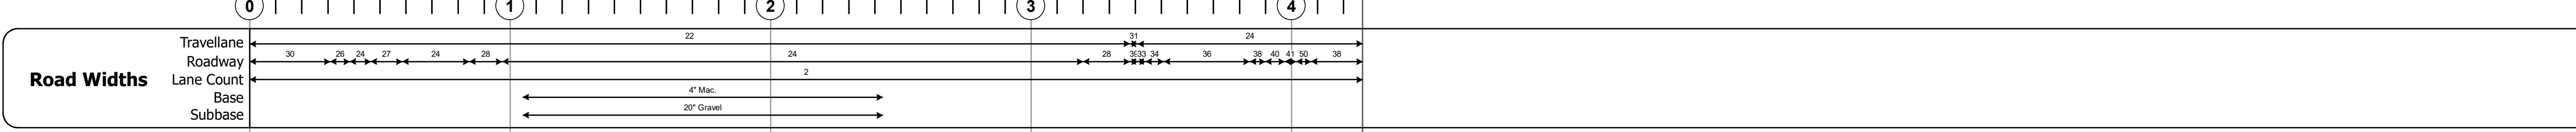 0 1 2 3 4
Travellane 22 31 24
Roadway 30 26 24 27 24 28 24 28 33 34 36 38 40 41 50 38
Road Widths
Lane Count 2
Base 4" Mac.
Subbase 20" Gravel